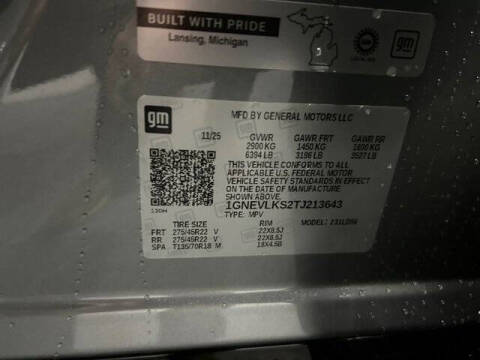 BUILT WITH PRIDE
Lansing, Michigan
gm
gm
MFD BY GENERAL MOTORS LLC
11/25 GVWR GAWR FRT GAWR RR
2900 KG 1450 KG 1600 KG
6394 LB 3196 LB 3527 LB
THIS VEHICLE CONFORMS TO ALL
APPLICABLE U.S. FEDERAL MOTOR
VEHICLE SAFETY STANDARDS IN EFFECT
ON THE DATE OF MANUFACTURE SHOWN ABOVE.
1GNEVLKS2TJ213643
TYPE: MPV MODEL:
TIRE SIZE RIM
FRT 275/45R22 V 22X8.5J
RR 275/45R22 V 22X8.5J
SPA T135/70R18 M 18X4.5B